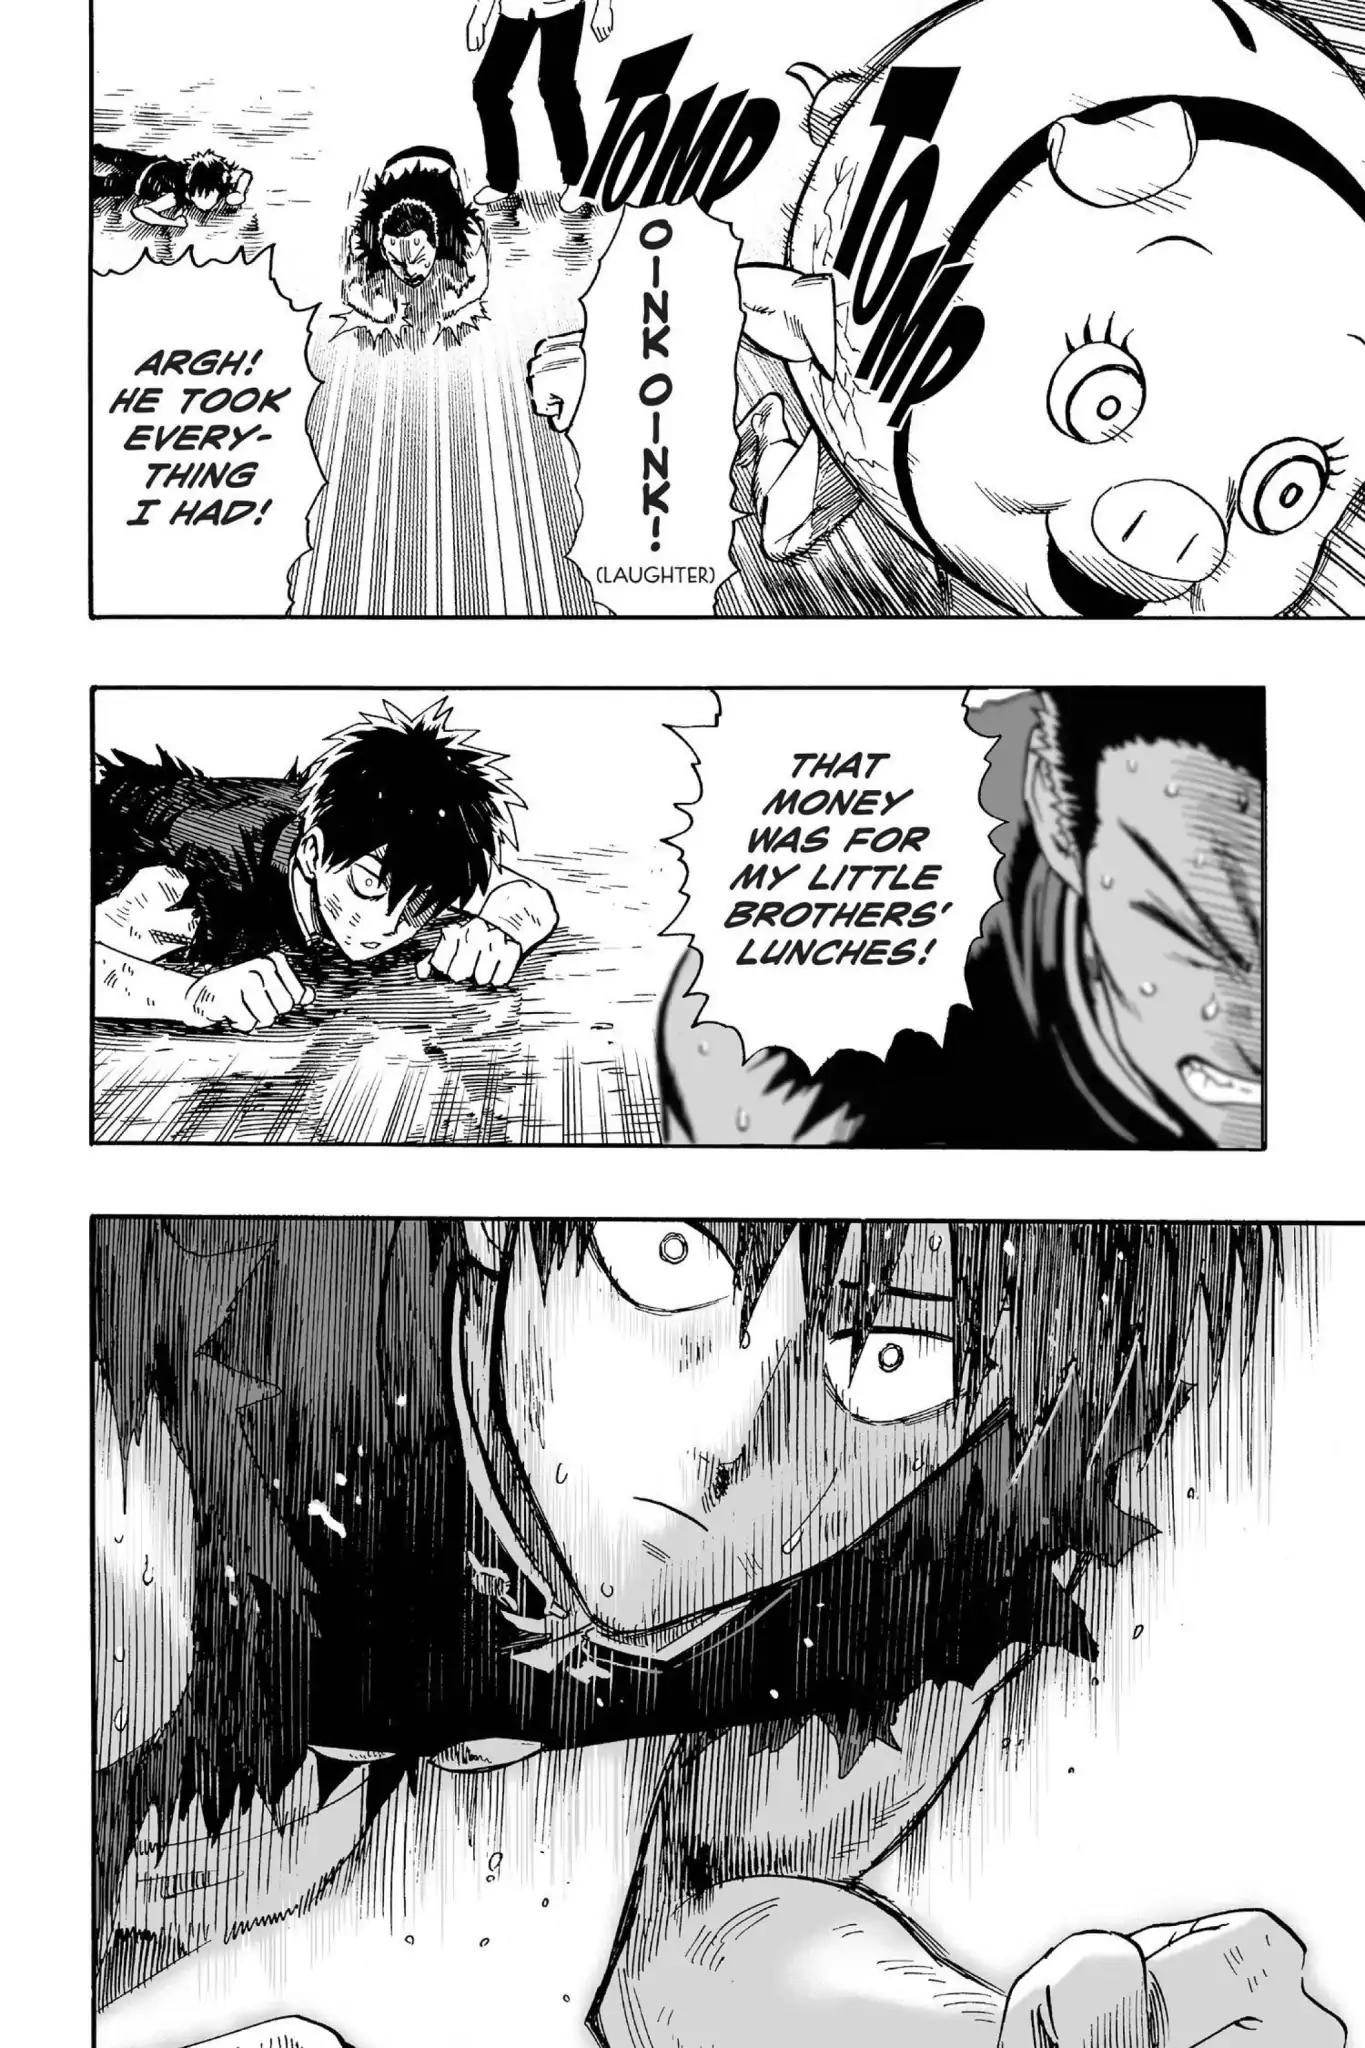 TOMP
TOMP
OINK OINK!
(LAUGHTER)
ARGH!
HE TOOK
EVERY-
THING
I HAD!
THAT
MONEY
WAS FOR
MY LITTLE
BROTHERS'
LUNCHES!